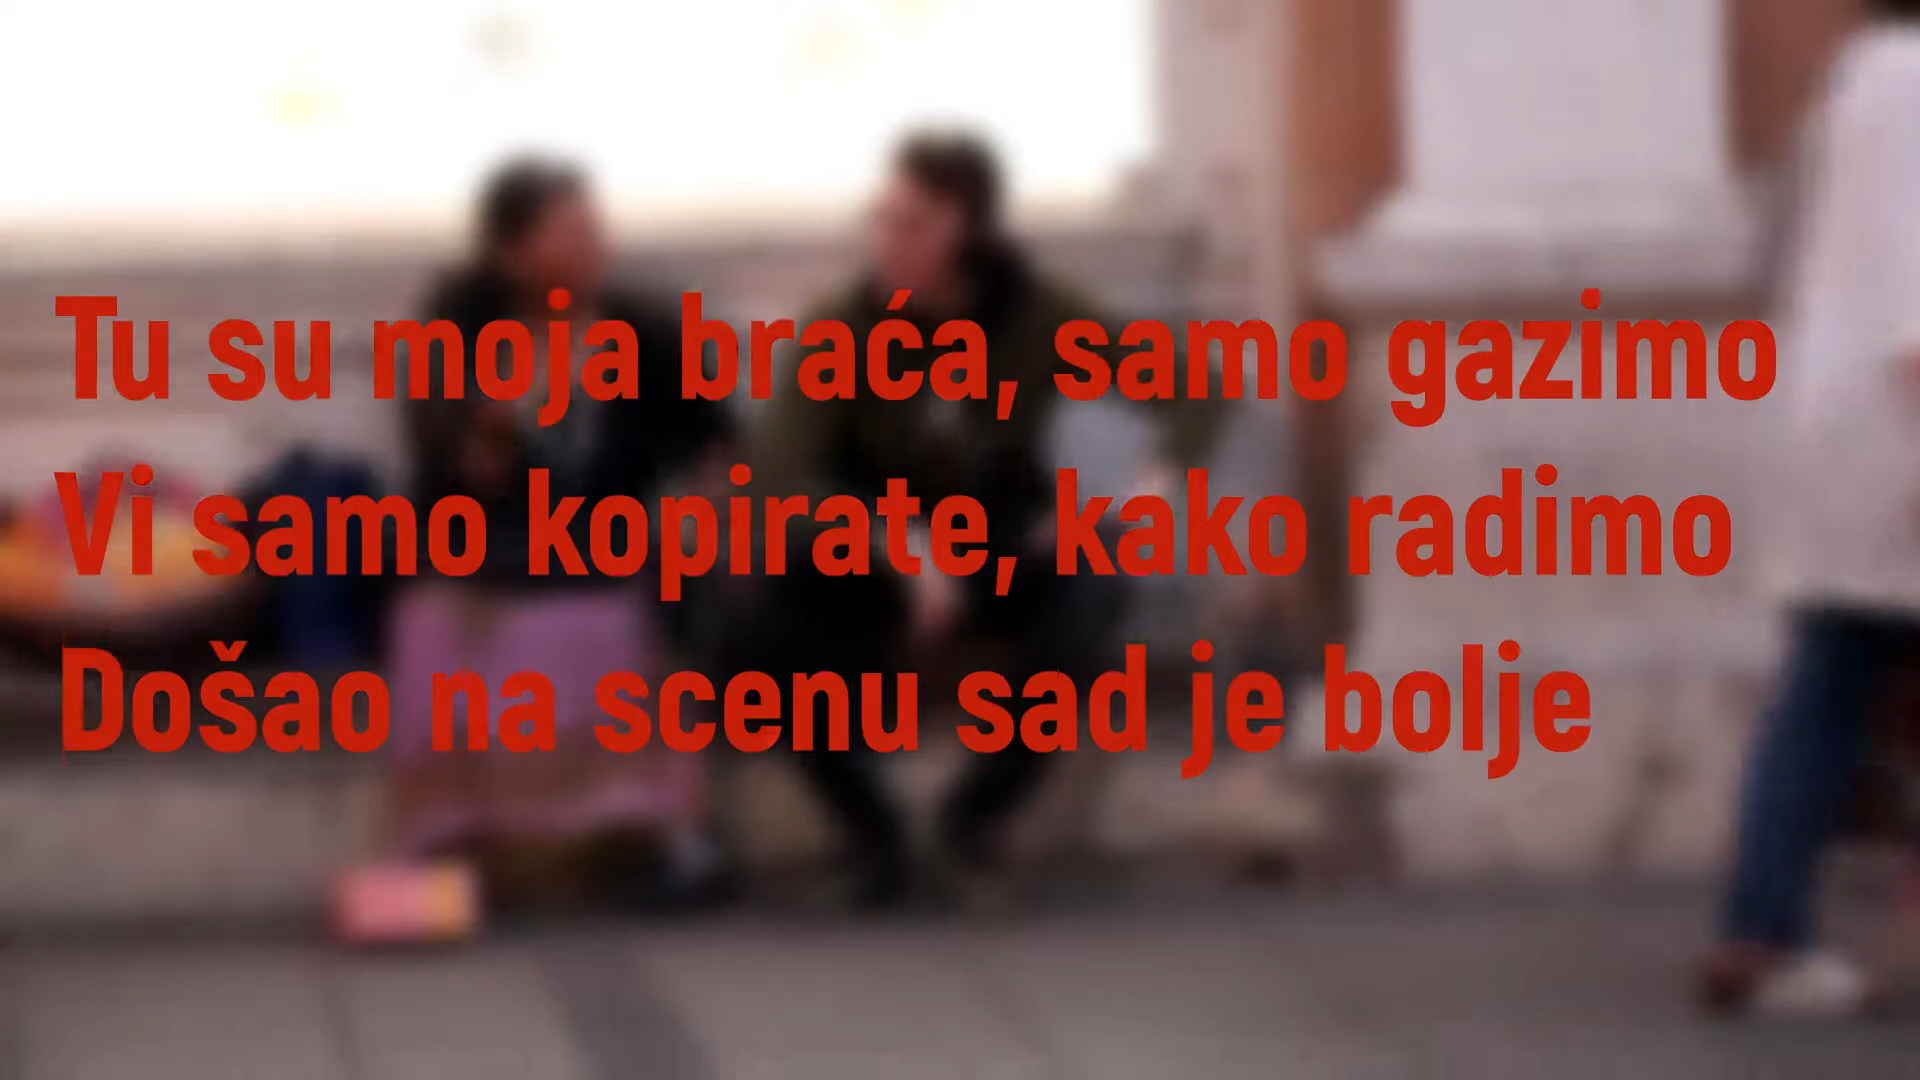 Tu su moja braća, samo gazimo
Vi samo kopirate, kako radimo
Došao na scenu sad je bolje